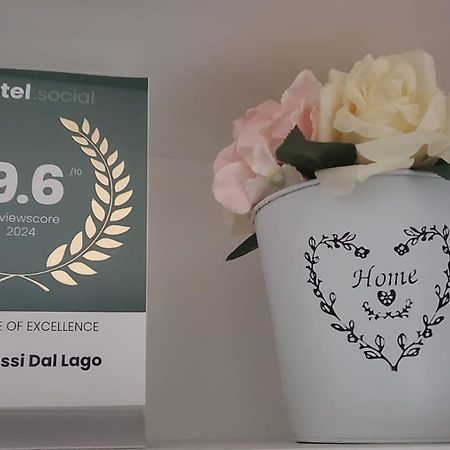 tel.social
9.6 /10
viewscore
2024
E OF EXCELLENCE
ssi Dal Lago
Home